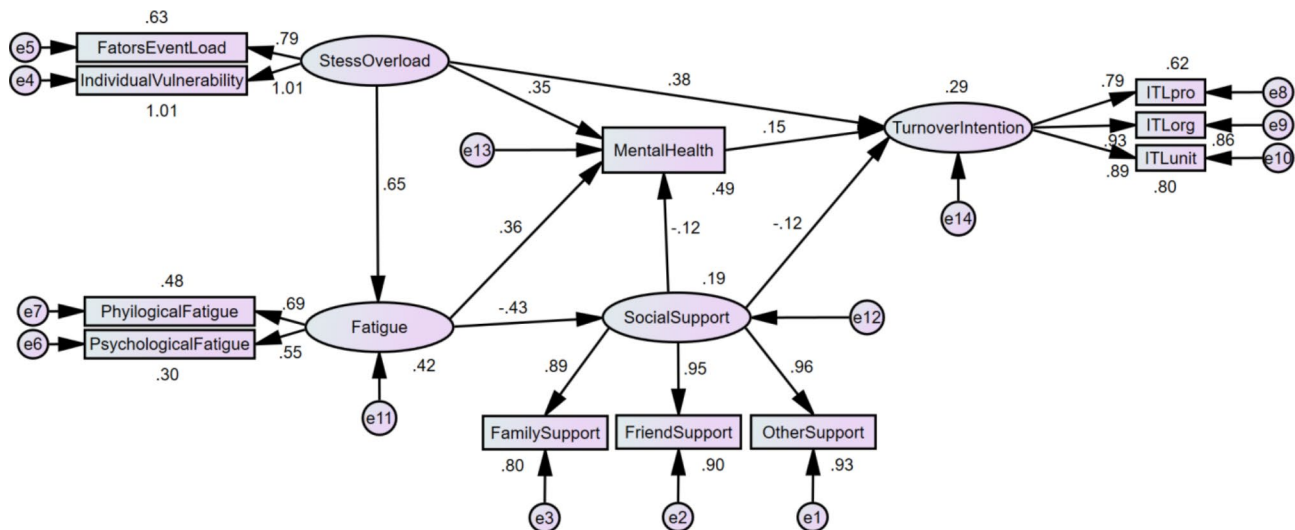 .63
e5
FatorsEventLoad
.79
StessOverload
e4
IndividualVulnerability
1.01
1.01
.38
.35
.29
.62
.79
ITLpro
e8
TurnoverIntention
ITLorg
e9
.93
.86
ITLunit
e10
.89
.80
e13
MentalHealth
.15
.49
.65
.36
-.12
-.12
e14
.48
.19
e7
PhyilogicalFatigue
.69
Fatigue
-.43
SocialSupport
e12
e6
PsychologicalFatigue
.55
.30
.42
e11
.89
.95
.96
FamilySupport
FriendSupport
OtherSupport
.80
.90
.93
e3
e2
e1